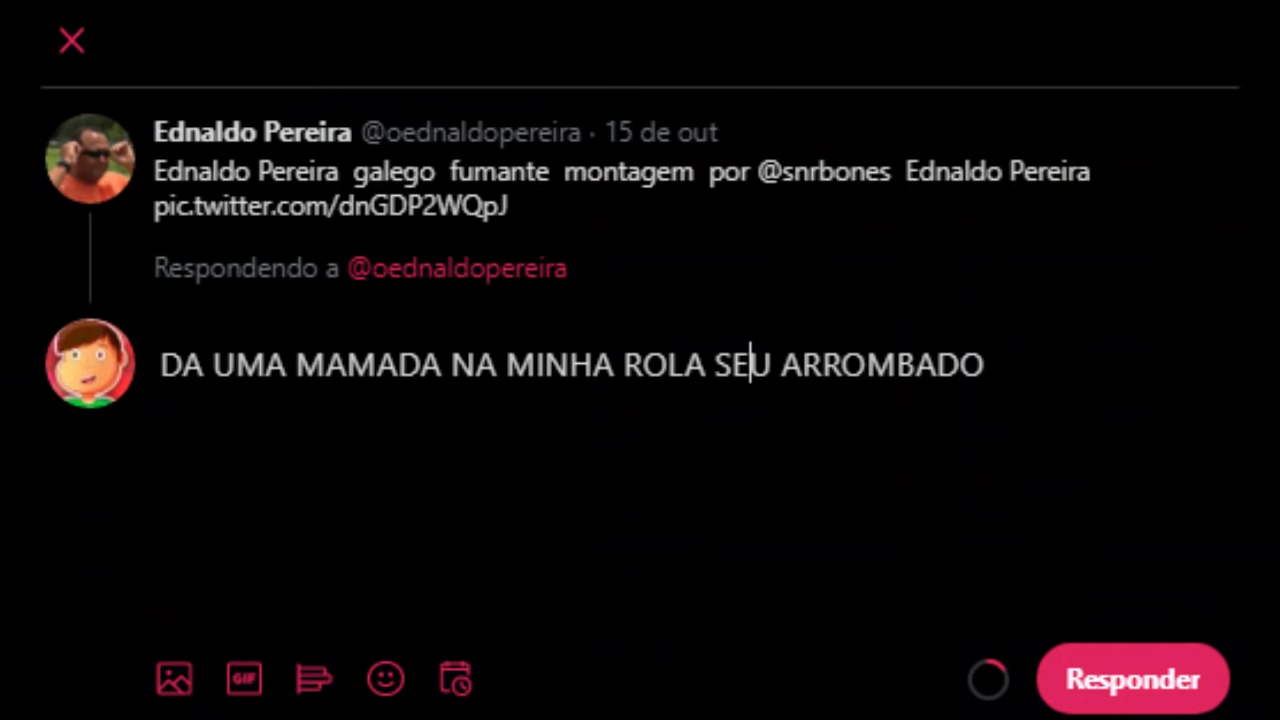 Ednaldo Pereira @oednaldopereira · 15 de out
Ednaldo Pereira galego fumante montagem por @snrbones Ednaldo Pereira
pic.twitter.com/dnGDP2WQpJ
Respondendo a @oednaldopereira
DA UMA MAMADA NA MINHA ROLA SEU ARROMBADO
GIF
Responder